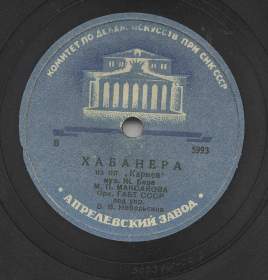 КОМИТЕТ ПО ДЕЛАМ ИСКУССТВ ПРИ СНК СССР
В 5993
ХАБАНЕРА
из оп. „Кармен"
муз. Ж. Бизе
М. П. МАКСАКОВА
Орк. ГАБТ СССР
под упр.
В. В. Небольсина
· АПРЕЛЕВСКИЙ ЗАВОД ·